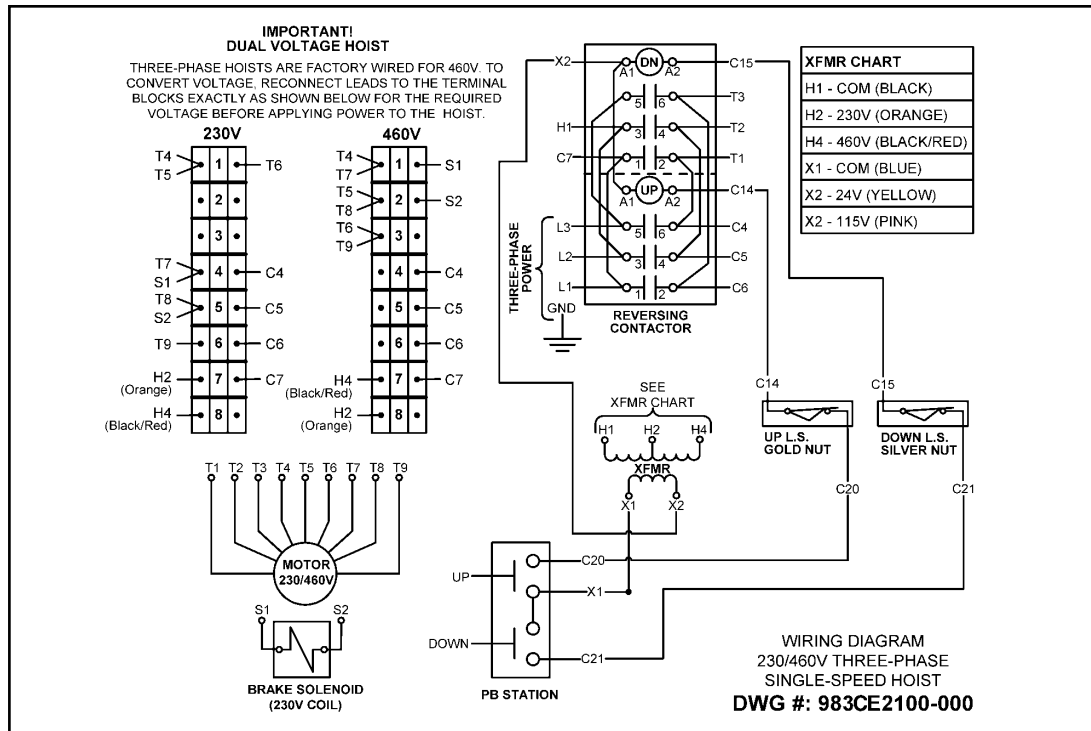 IMPORTANT!
DUAL VOLTAGE HOIST
THREE-PHASE HOISTS ARE FACTORY WIRED FOR 460V. TO
CONVERT VOLTAGE, RECONNECT LEADS TO THE TERMINAL
BLOCKS EXACTLY AS SHOWN BELOW FOR THE REQUIRED
VOLTAGE BEFORE APPLYING POWER TO THE HOIST.
230V
T4
T5
1
T6
2
3
T7
S1
4
C4
T8
S2
5
C5
T9
6
C6
H2
(Orange)
7
C7
H4
(Black/Red)
8
460V
T4
T7
1
S1
T5
T8
2
S2
T6
T9
3
4
C4
5
C5
6
C6
H4
(Black/Red)
7
C7
H2
(Orange)
8
X2
A1
DN
A2
C15
5
6
T3
H1
3
4
T2
C7
1
2
T1
A1
UP
A2
C14
THREE-PHASE
POWER
L3
5
6
C4
L2
3
4
C5
L1
1
2
C6
GND
REVERSING
CONTACTOR
XFMR CHART
H1 - COM (BLACK)
H2 - 230V (ORANGE)
H4 - 460V (BLACK/RED)
X1 - COM (BLUE)
X2 - 24V (YELLOW)
X2 - 115V (PINK)
C14
C15
UP L.S.
GOLD NUT
DOWN L.S.
SILVER NUT
C20
C21
SEE
XFMR CHART
H1 H2 H4
XFMR
X1 X2
T1 T2 T3 T4 T5 T6 T7 T8 T9
MOTOR
230/460V
S1 S2
BRAKE SOLENOID
(230V COIL)
UP
C20
X1
DOWN
C21
PB STATION
WIRING DIAGRAM
230/460V THREE-PHASE
SINGLE-SPEED HOIST
DWG #: 983CE2100-000